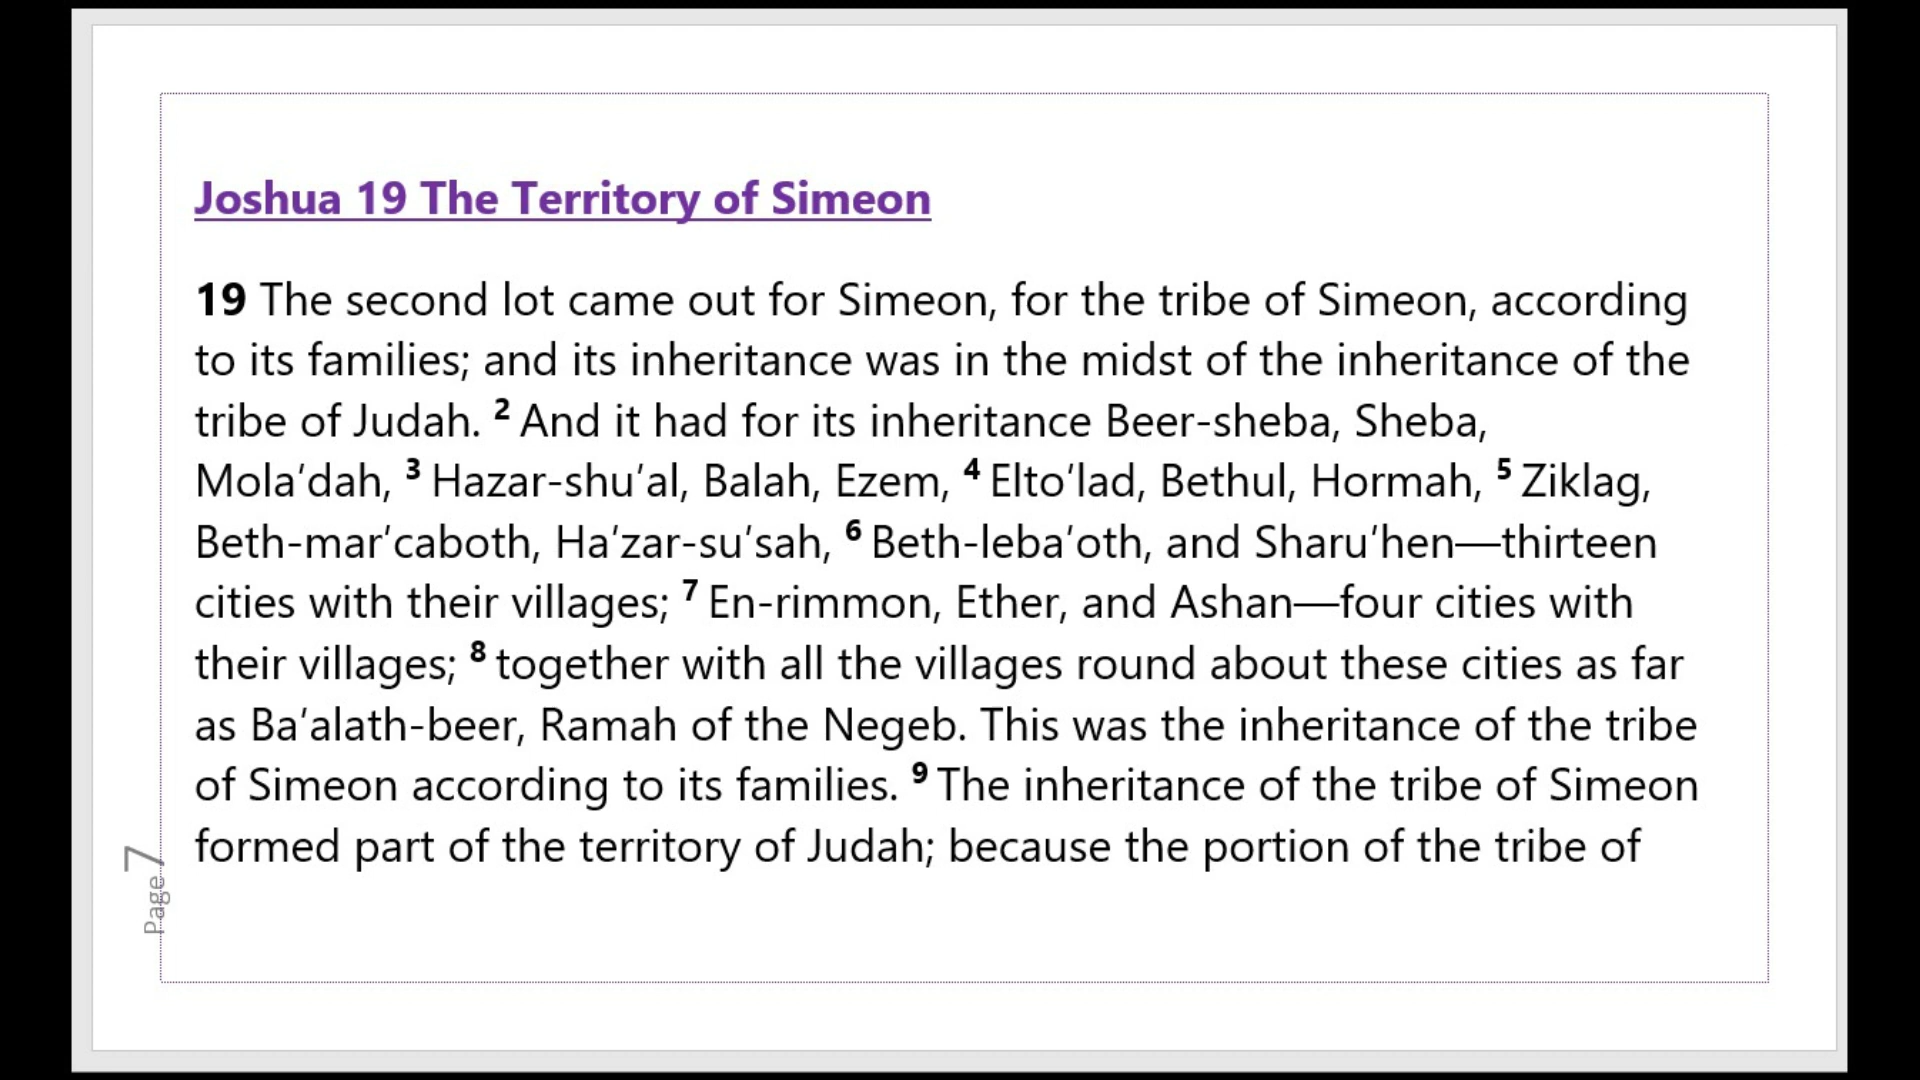 Joshua 19 The Territory of Simeon
19 The second lot came out for Simeon, for the tribe of Simeon, according
to its families; and its inheritance was in the midst of the inheritance of the
tribe of Judah. 2 And it had for its inheritance Beer-sheba, Sheba,
Mola′dah, 3 Hazar-shu′al, Balah, Ezem, 4 Elto′lad, Bethul, Hormah, 5 Ziklag,
Beth-mar′caboth, Ha′zar-su′sah, 6 Beth-leba′oth, and Sharu′hen—thirteen
cities with their villages; 7 En-rimmon, Ether, and Ashan—four cities with
their villages; 8 together with all the villages round about these cities as far
as Ba′alath-beer, Ramah of the Negeb. This was the inheritance of the tribe
of Simeon according to its families. 9 The inheritance of the tribe of Simeon
formed part of the territory of Judah; because the portion of the tribe of
Page 7